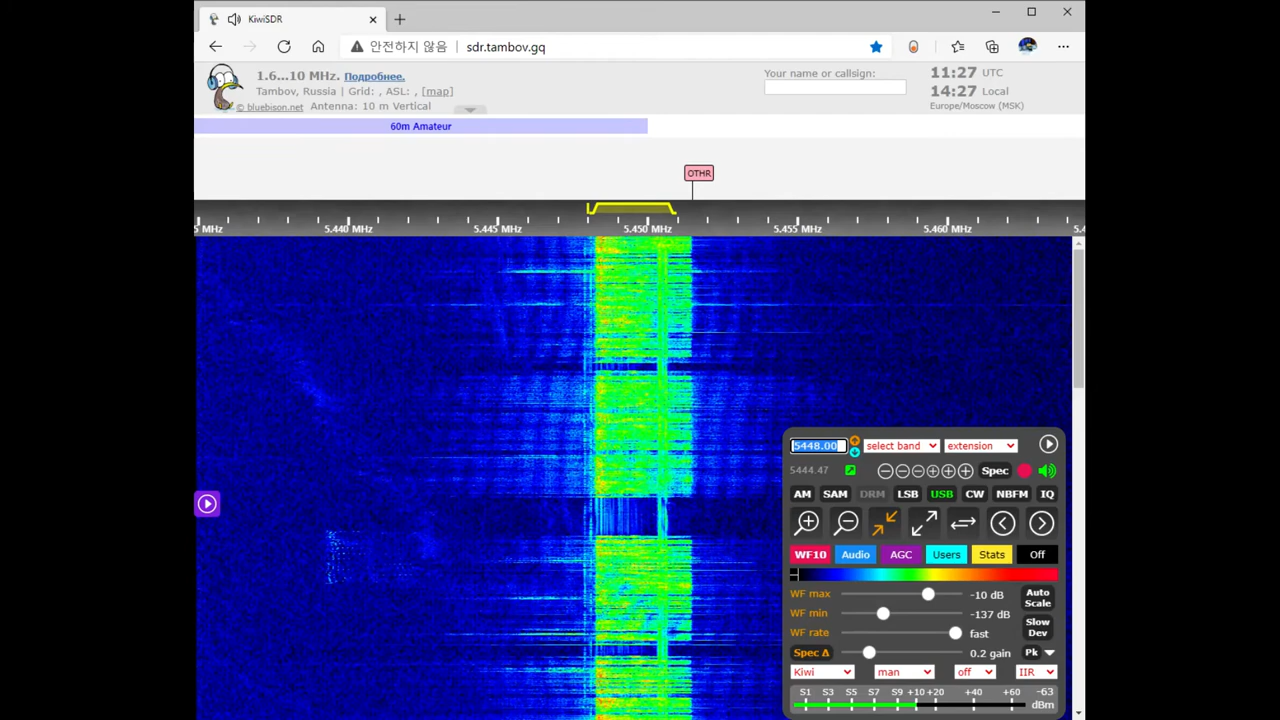 KiwiSDR
안전하지 않음 sdr.tambov.gq
1.6...10 MHz. Подробнее.
Tambov, Russia | Grid: , ASL: , [map]
© bluebison.net Antenna: 10 m Vertical
Your name or callsign:
11:27 UTC
14:27 Local
Europe/Moscow (MSK)
60m Amateur
OTHR
5 MHz 5.440 MHz 5.445 MHz 5.450 MHz 5.455 MHz 5.460 MHz 5.4
5448.00 select band extension
5444.47 Spec
AM SAM DRM LSB USB CW NBFM IQ
WF10 Audio AGC Users Stats Off
WF max -10 dB Auto Scale
WF min -137 dB
WF rate fast Slow Dev
Spec Δ 0.2 gain Pk
Kiwi man off IIR
S1 S3 S5 S7 S9 +10 +20 +40 +60 -63
dBm